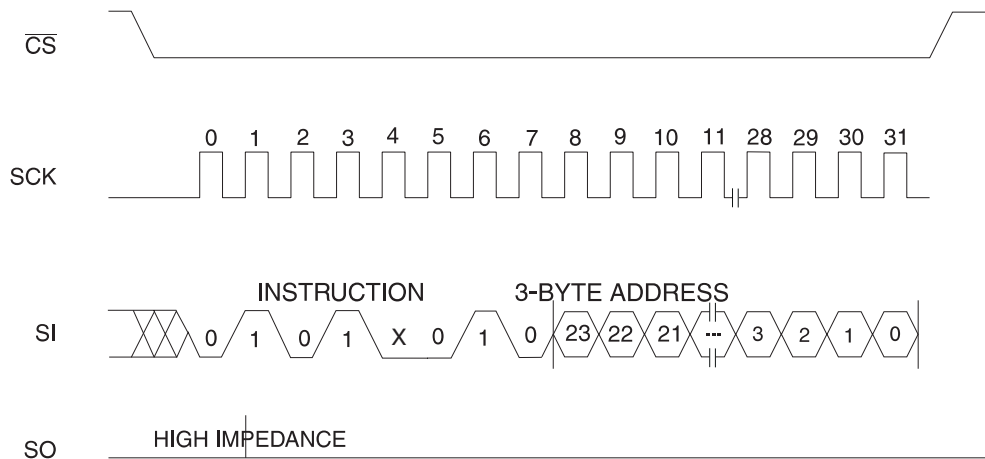 CS
0 1 2 3 4 5 6 7 8 9 10 11 28 29 30 31
SCK
INSTRUCTION 3-BYTE ADDRESS
SI 0 1 0 1 X 0 1 0 23 22 21 ... 3 2 1 0
HIGH IMPEDANCE
SO